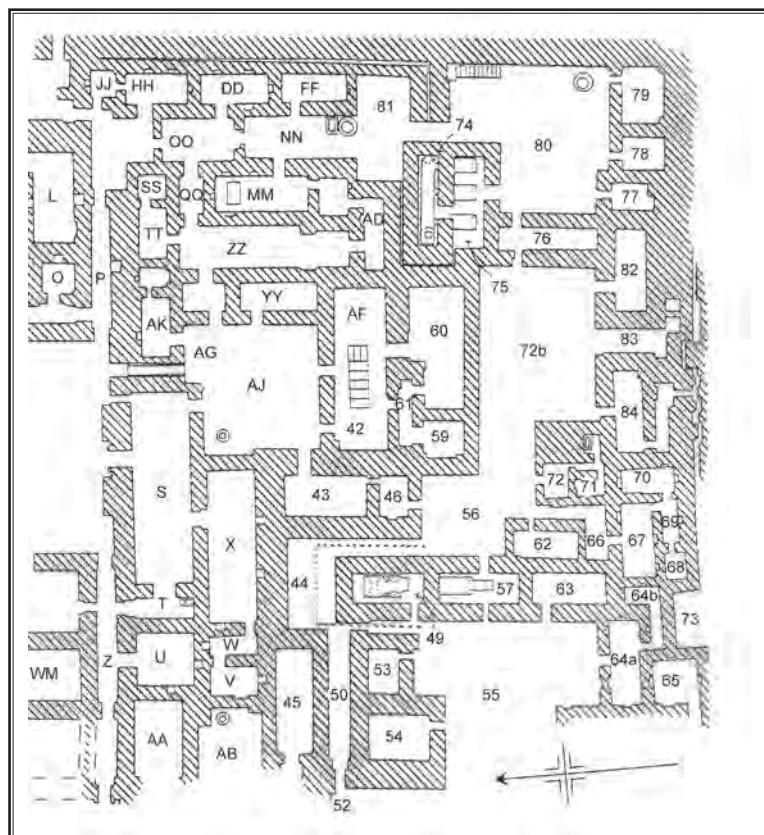 JJ HH DD FF 81 79
74
OO NN 80 78
L SS QQ MM 77
TT AD 76
O P ZZ 75 82
AK YY AF 60 83
AG 72b
AJ 61 84
42 59
S 43 46 72 71 70
X 56 69
62 66 67
44 68
T 57 63 64b
W 49 73
WM Z U V 45 50 53 55 64a 65
AA AB 54
52